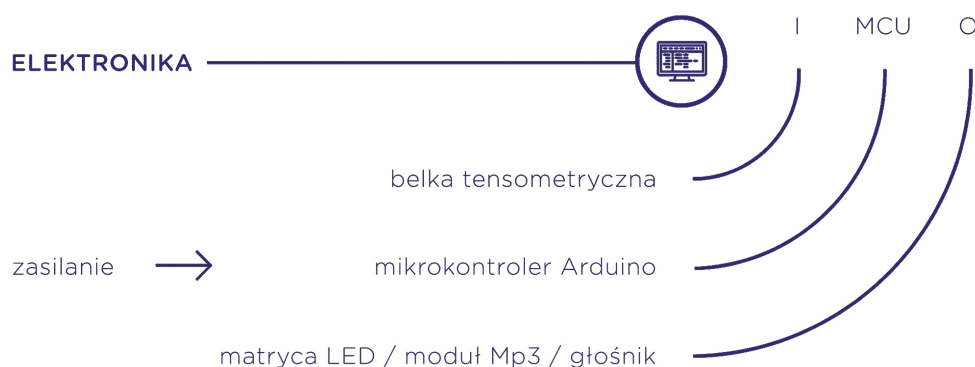 I MCU O
ELEKTRONIKA
belka tensometryczna
zasilanie mikrokontroler Arduino
matryca LED / moduł Mp3 / głośnik